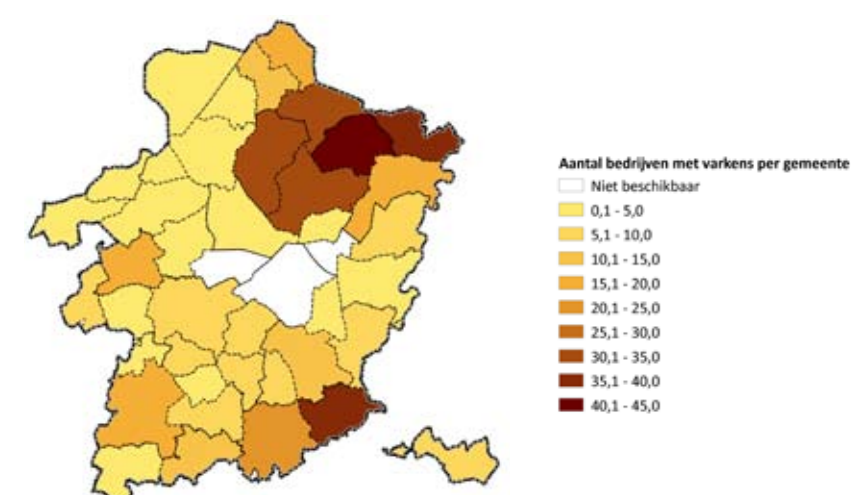 Aantal bedrijven met varkens per gemeente
Niet beschikbaar
0,1 - 5,0
5,1 - 10,0
10,1 - 15,0
15,1 - 20,0
20,1 - 25,0
25,1 - 30,0
30,1 - 35,0
35,1 - 40,0
40,1 - 45,0